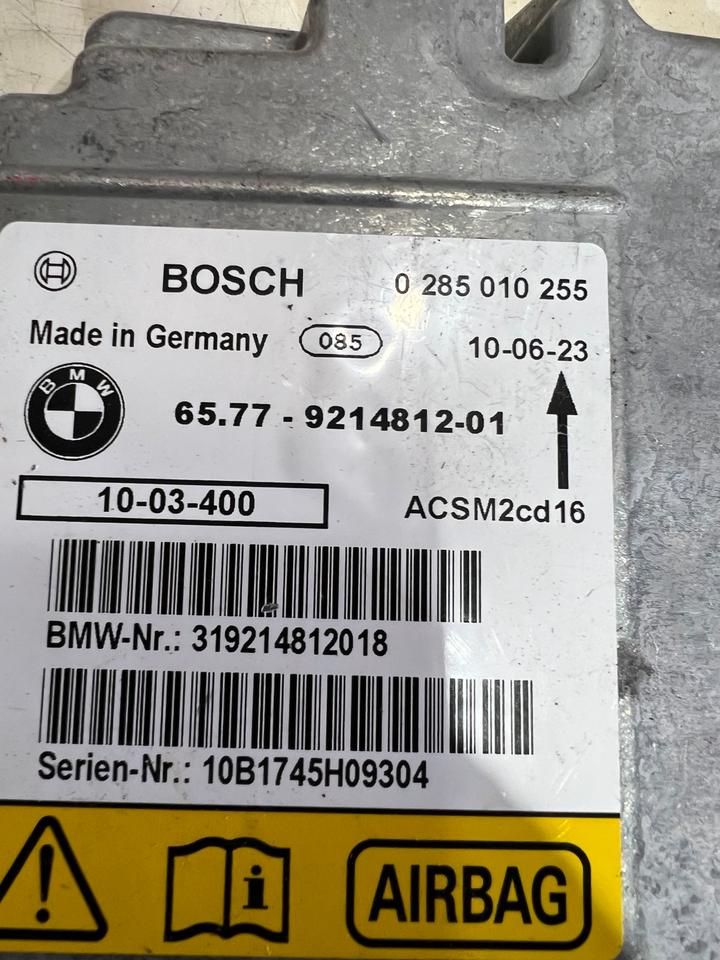 BOSCH 0 285 010 255
Made in Germany 085 10-06-23
BMW
65.77 - 9214812-01
10-03-400 ACSM2cd16
BMW-Nr.: 319214812018
Serien-Nr.: 10B1745H09304
! i AIRBAG